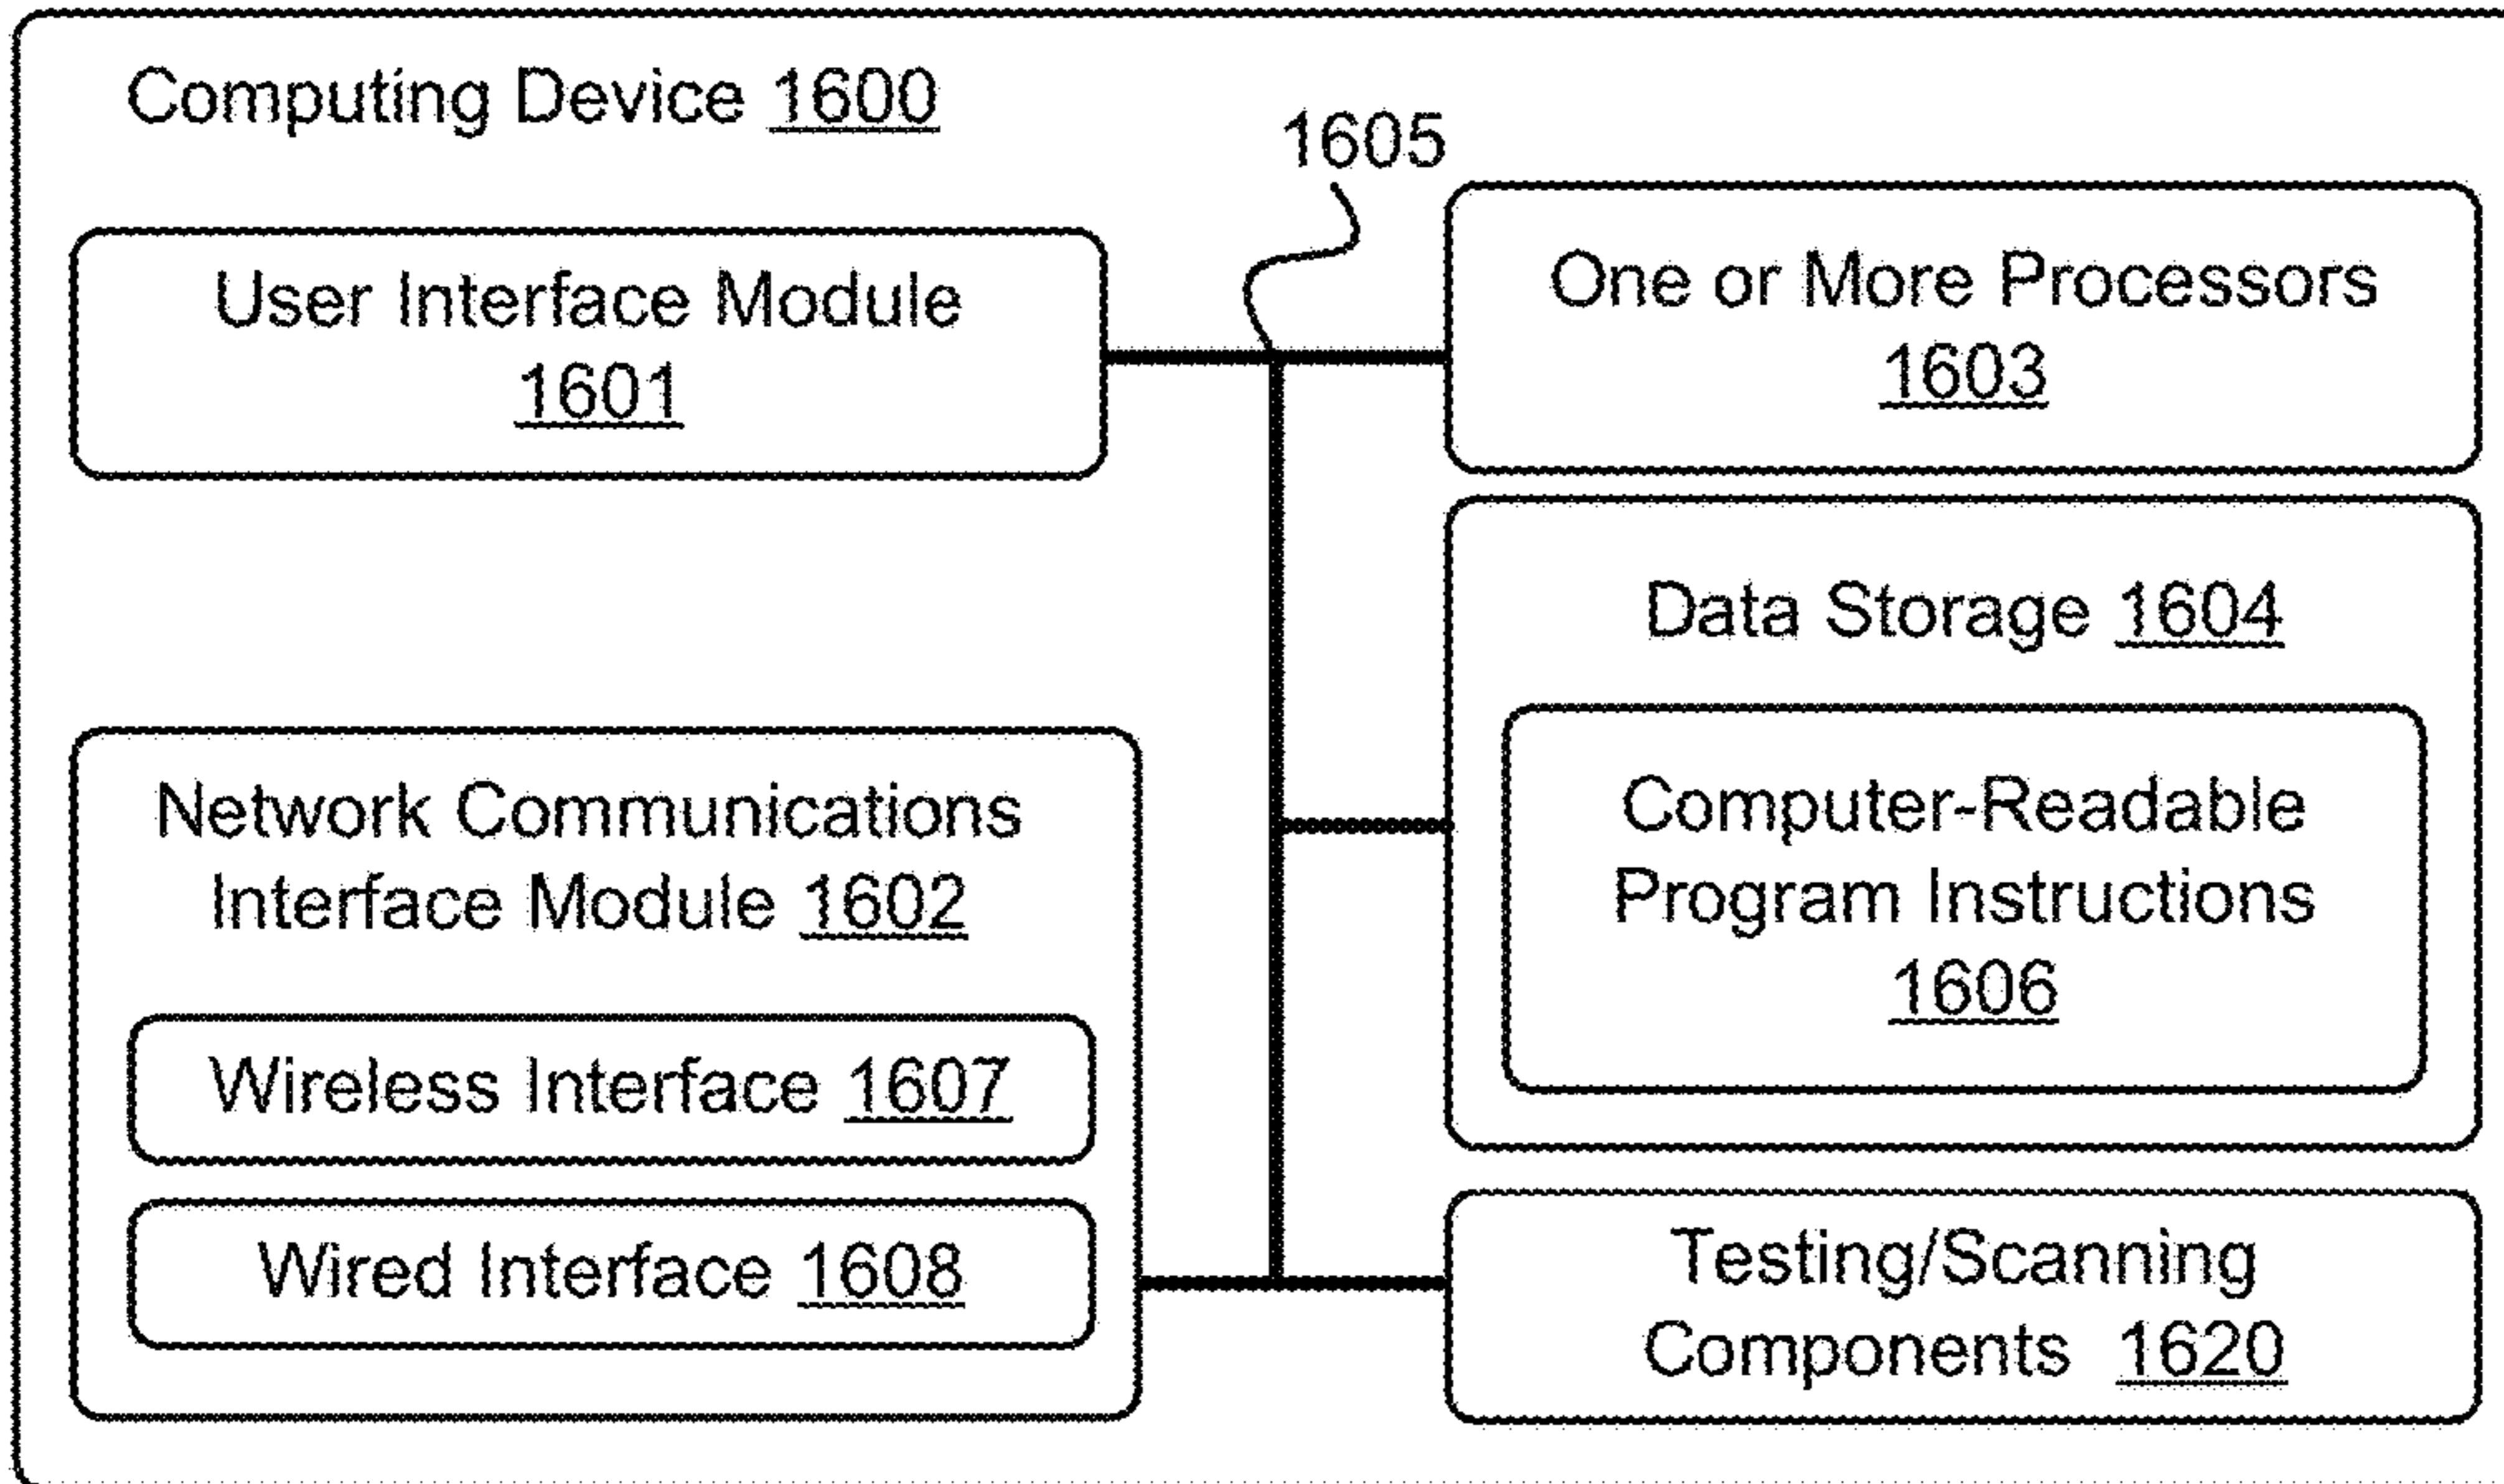 Computing Device 1600
1605
User Interface Module
1601
One or More Processors
1603
Data Storage 1604
Computer-Readable
Program Instructions
1606
Network Communications
Interface Module 1602
Wireless Interface 1607
Wired Interface 1608
Testing/Scanning
Components 1620